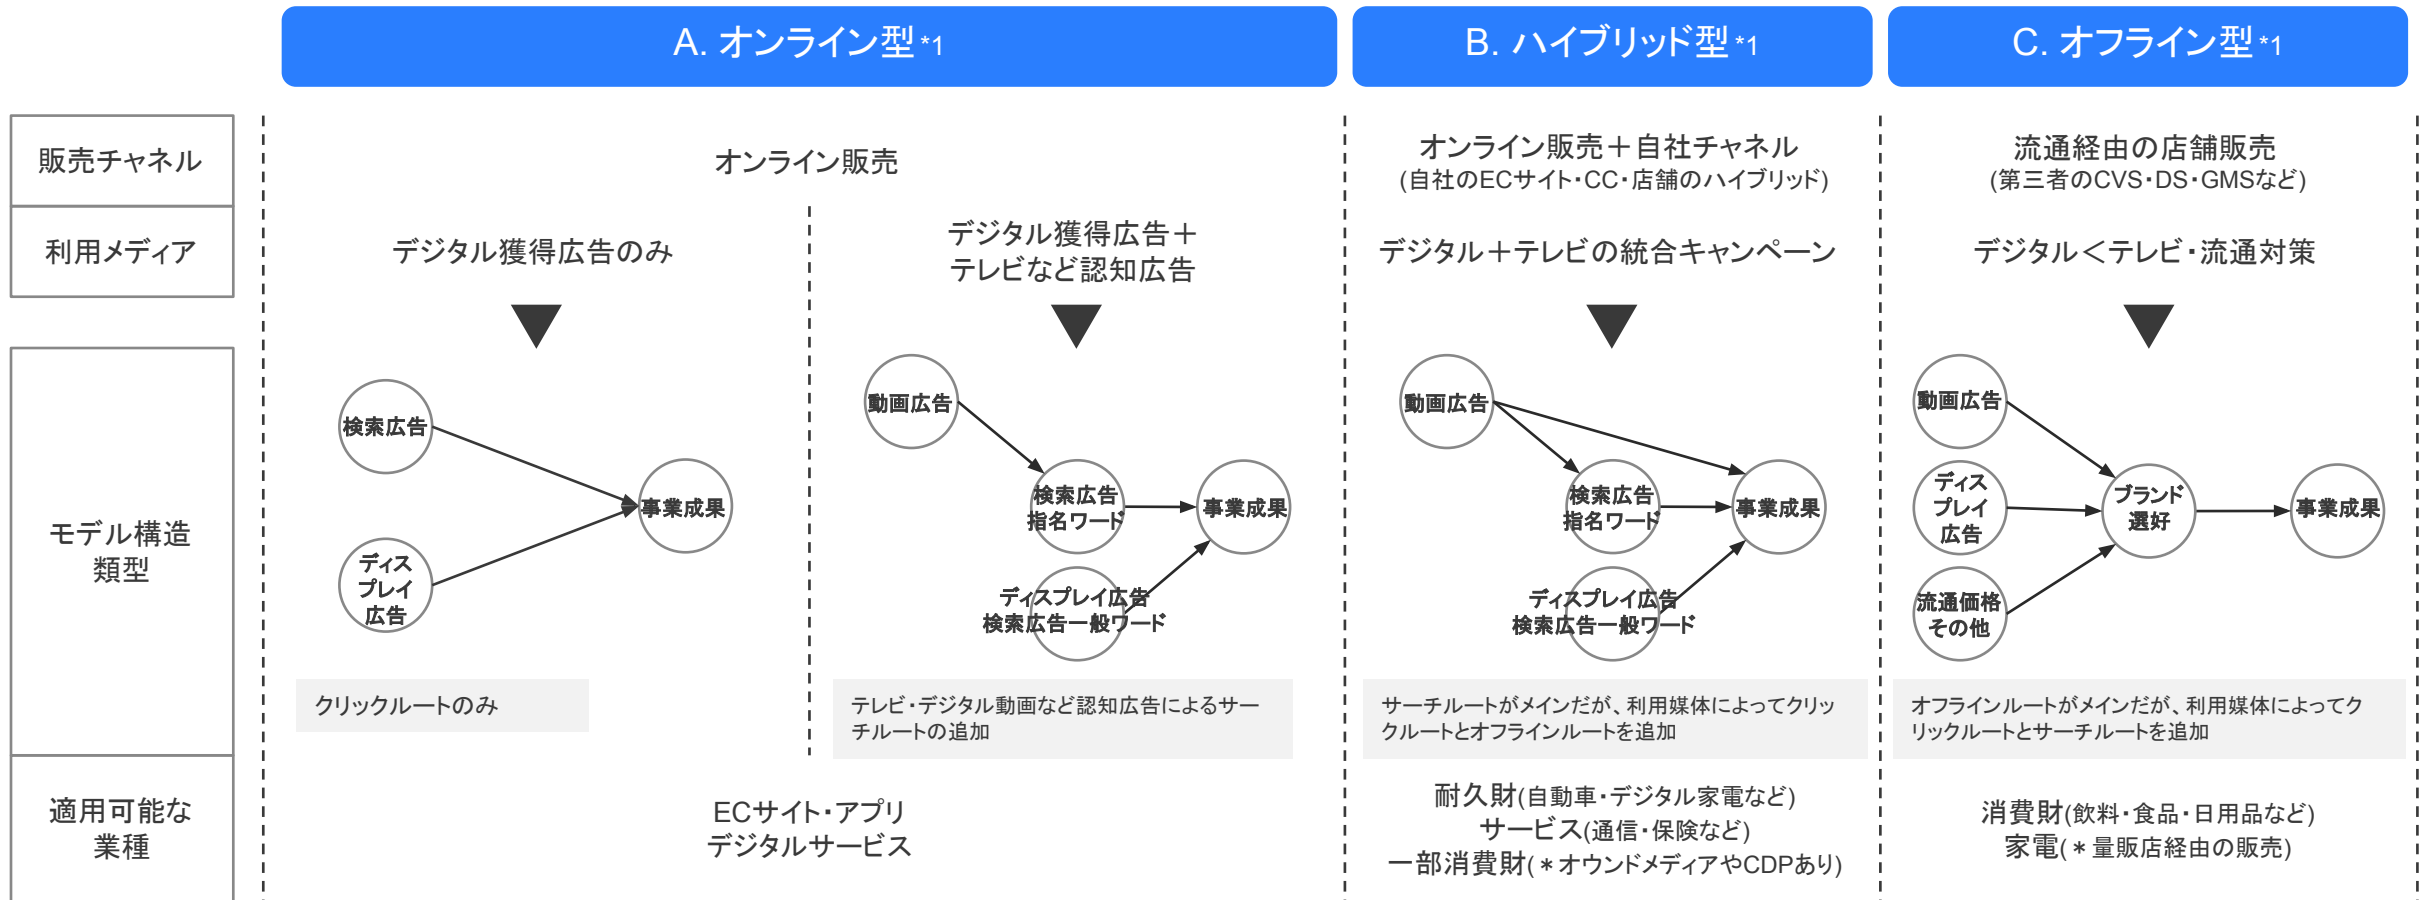 A. オンライン型 *1
B. ハイブリッド型 *1
C. オフライン型 *1
販売チャネル
オンライン販売
オンライン販売＋自社チャネル
(自社のECサイト・CC・店舗のハイブリッド)
流通経由の店舗販売
(第三者のCVS・DS・GMSなど)
利用メディア
デジタル獲得広告のみ
デジタル獲得広告＋
テレビなど認知広告
デジタル＋テレビの統合キャンペーン
デジタル＜テレビ・流通対策
モデル構造
類型
検索広告
ディス
プレイ
広告
事業成果
クリックルートのみ
動画広告
検索広告
指名ワード
事業成果
ディスプレイ広告
検索広告一般ワード
テレビ・デジタル動画など認知広告によるサー
チルートの追加
動画広告
検索広告
指名ワード
事業成果
ディスプレイ広告
検索広告一般ワード
サーチルートがメインだが、利用媒体によってクリッ
クルートとオフラインルートを追加
動画広告
ディス
プレイ
広告
流通価格
その他
ブランド
選好
事業成果
オフラインルートがメインだが、利用媒体によってク
リックルートとサーチルートを追加
適用可能な
業種
ECサイト・アプリ
デジタルサービス
耐久財(自動車・デジタル家電など)
サービス(通信・保険など)
一部消費財(＊オウンドメディアやCDPあり)
消費財(飲料・食品・日用品など)
家電(＊量販店経由の販売)